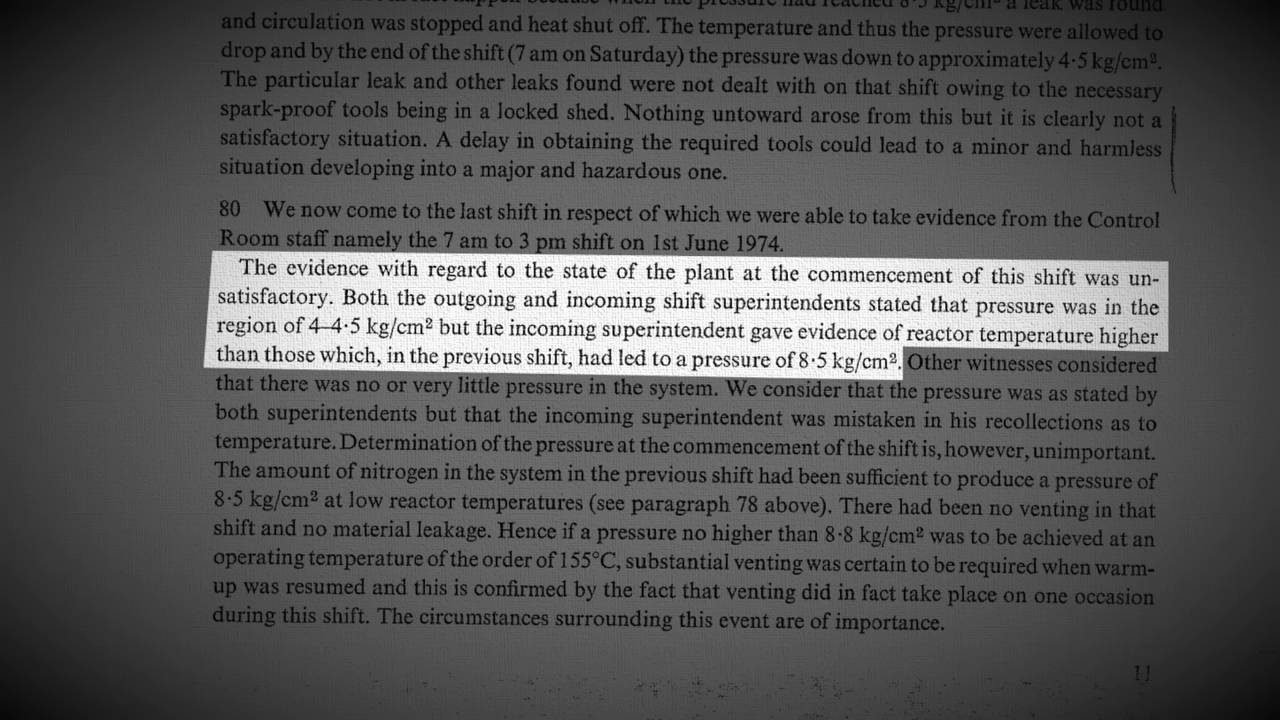 pressure had reached 8·5 kg/cm² a leak was found
and circulation was stopped and heat shut off. The temperature and thus the pressure were allowed to
drop and by the end of the shift (7 am on Saturday) the pressure was down to approximately 4·5 kg/cm².
The particular leak and other leaks found were not dealt with on that shift owing to the necessary
spark-proof tools being in a locked shed. Nothing untoward arose from this but it is clearly not a
satisfactory situation. A delay in obtaining the required tools could lead to a minor and harmless
situation developing into a major and hazardous one.
80 We now come to the last shift in respect of which we were able to take evidence from the Control
Room staff namely the 7 am to 3 pm shift on 1st June 1974.
The evidence with regard to the state of the plant at the commencement of this shift was un-
satisfactory. Both the outgoing and incoming shift superintendents stated that pressure was in the
region of 4–4·5 kg/cm² but the incoming superintendent gave evidence of reactor temperature higher
than those which, in the previous shift, had led to a pressure of 8·5 kg/cm². Other witnesses considered
that there was no or very little pressure in the system. We consider that the pressure was as stated by
both superintendents but that the incoming superintendent was mistaken in his recollections as to
temperature. Determination of the pressure at the commencement of the shift is, however, unimportant.
The amount of nitrogen in the system in the previous shift had been sufficient to produce a pressure of
8·5 kg/cm² at low reactor temperatures (see paragraph 78 above). There had been no venting in that
shift and no material leakage. Hence if a pressure no higher than 8·8 kg/cm² was to be achieved at an
operating temperature of the order of 155°C, substantial venting was certain to be required when warm-
up was resumed and this is confirmed by the fact that venting did in fact take place on one occasion
during this shift. The circumstances surrounding this event are of importance.
11